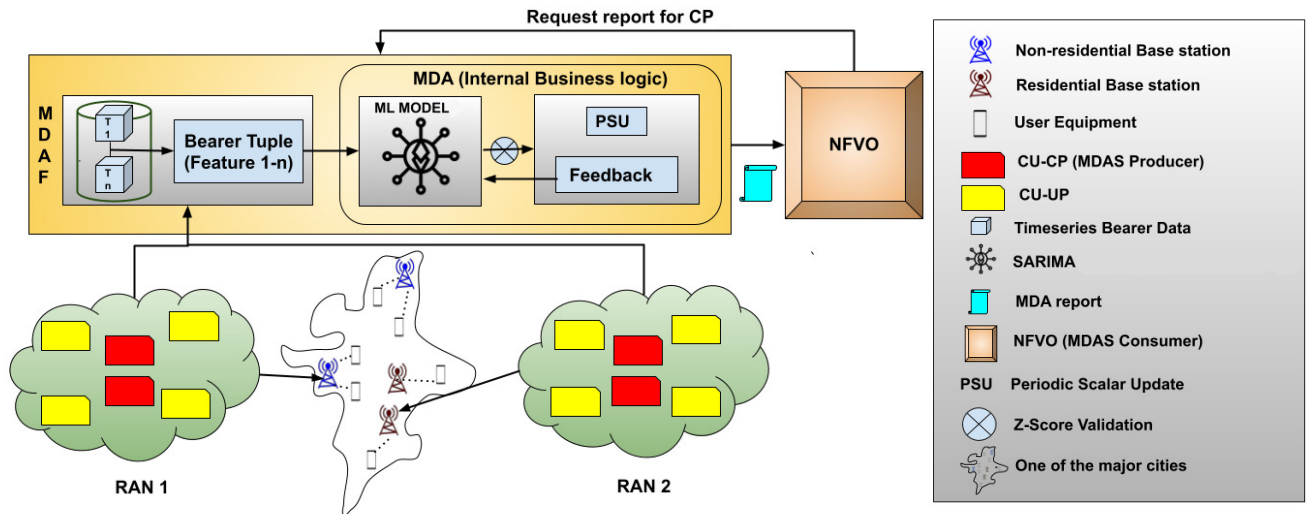 Request report for CP
MDAF
MDA (Internal Business logic)
T
1
T
n
Bearer Tuple
(Feature 1-n)
ML MODEL
PSU
Feedback
NFVO
RAN 1
RAN 2
Non-residential Base station
Residential Base station
User Equipment
CU-CP (MDAS Producer)
CU-UP
Timeseries Bearer Data
SARIMA
MDA report
NFVO (MDAS Consumer)
PSU Periodic Scalar Update
Z-Score Validation
One of the major cities